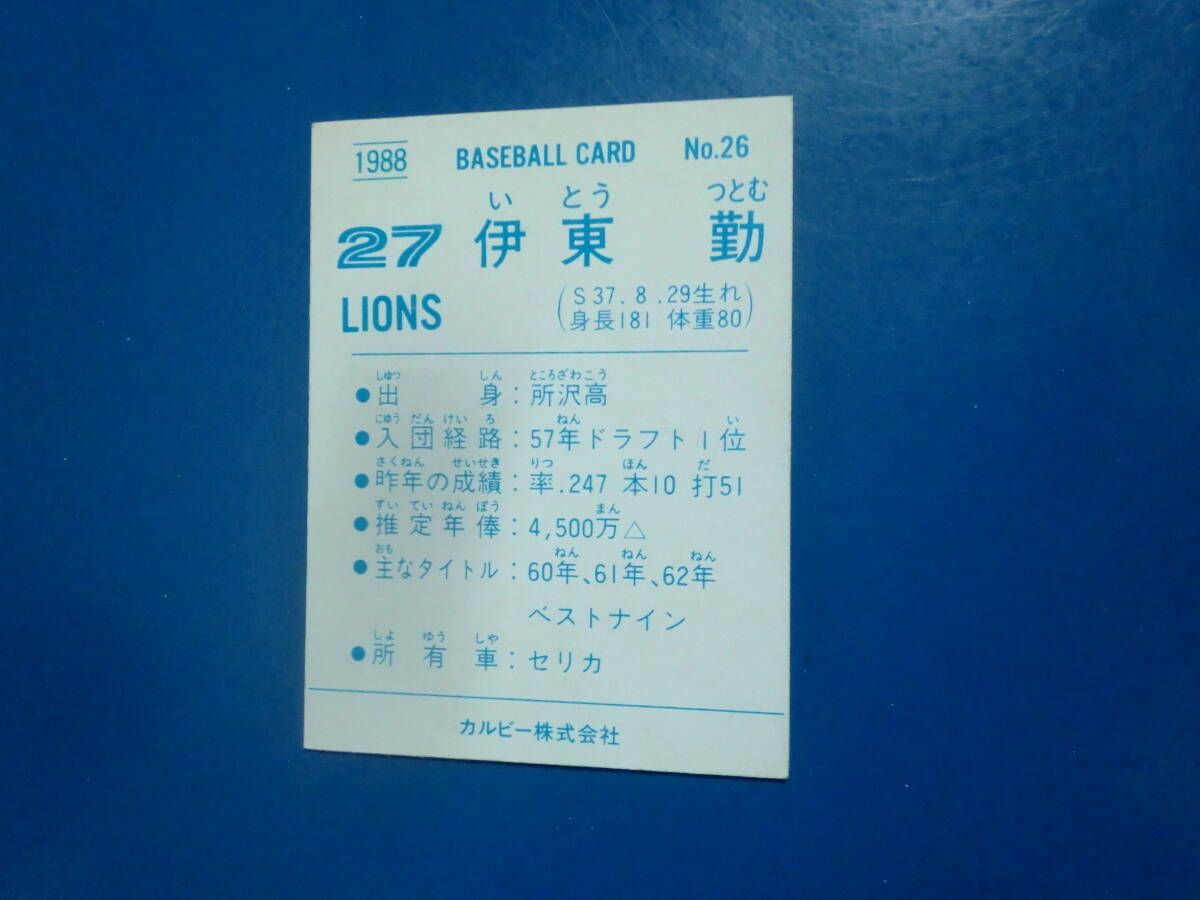 1988 BASEBALL CARD No.26
い とう つとむ
27 伊東 勤
LIONS
(S37.8.29生れ
身長181 体重80)
しゆつ しん ところざわこう
●出身:所沢高
にゆう だん けい ろ ねん い
●入団経路:57年ドラフト1位
さくねん せいせき りつ ほん だ
●昨年の成績:率.247 本10 打51
すい てい ねん ぽう まん
●推定年俸:4,500万△
おも ねん ねん ねん
●主なタイトル:60年、61年、62年
ベストナイン
しよ ゆう しや
●所有車:セリカ
カルビー株式会社